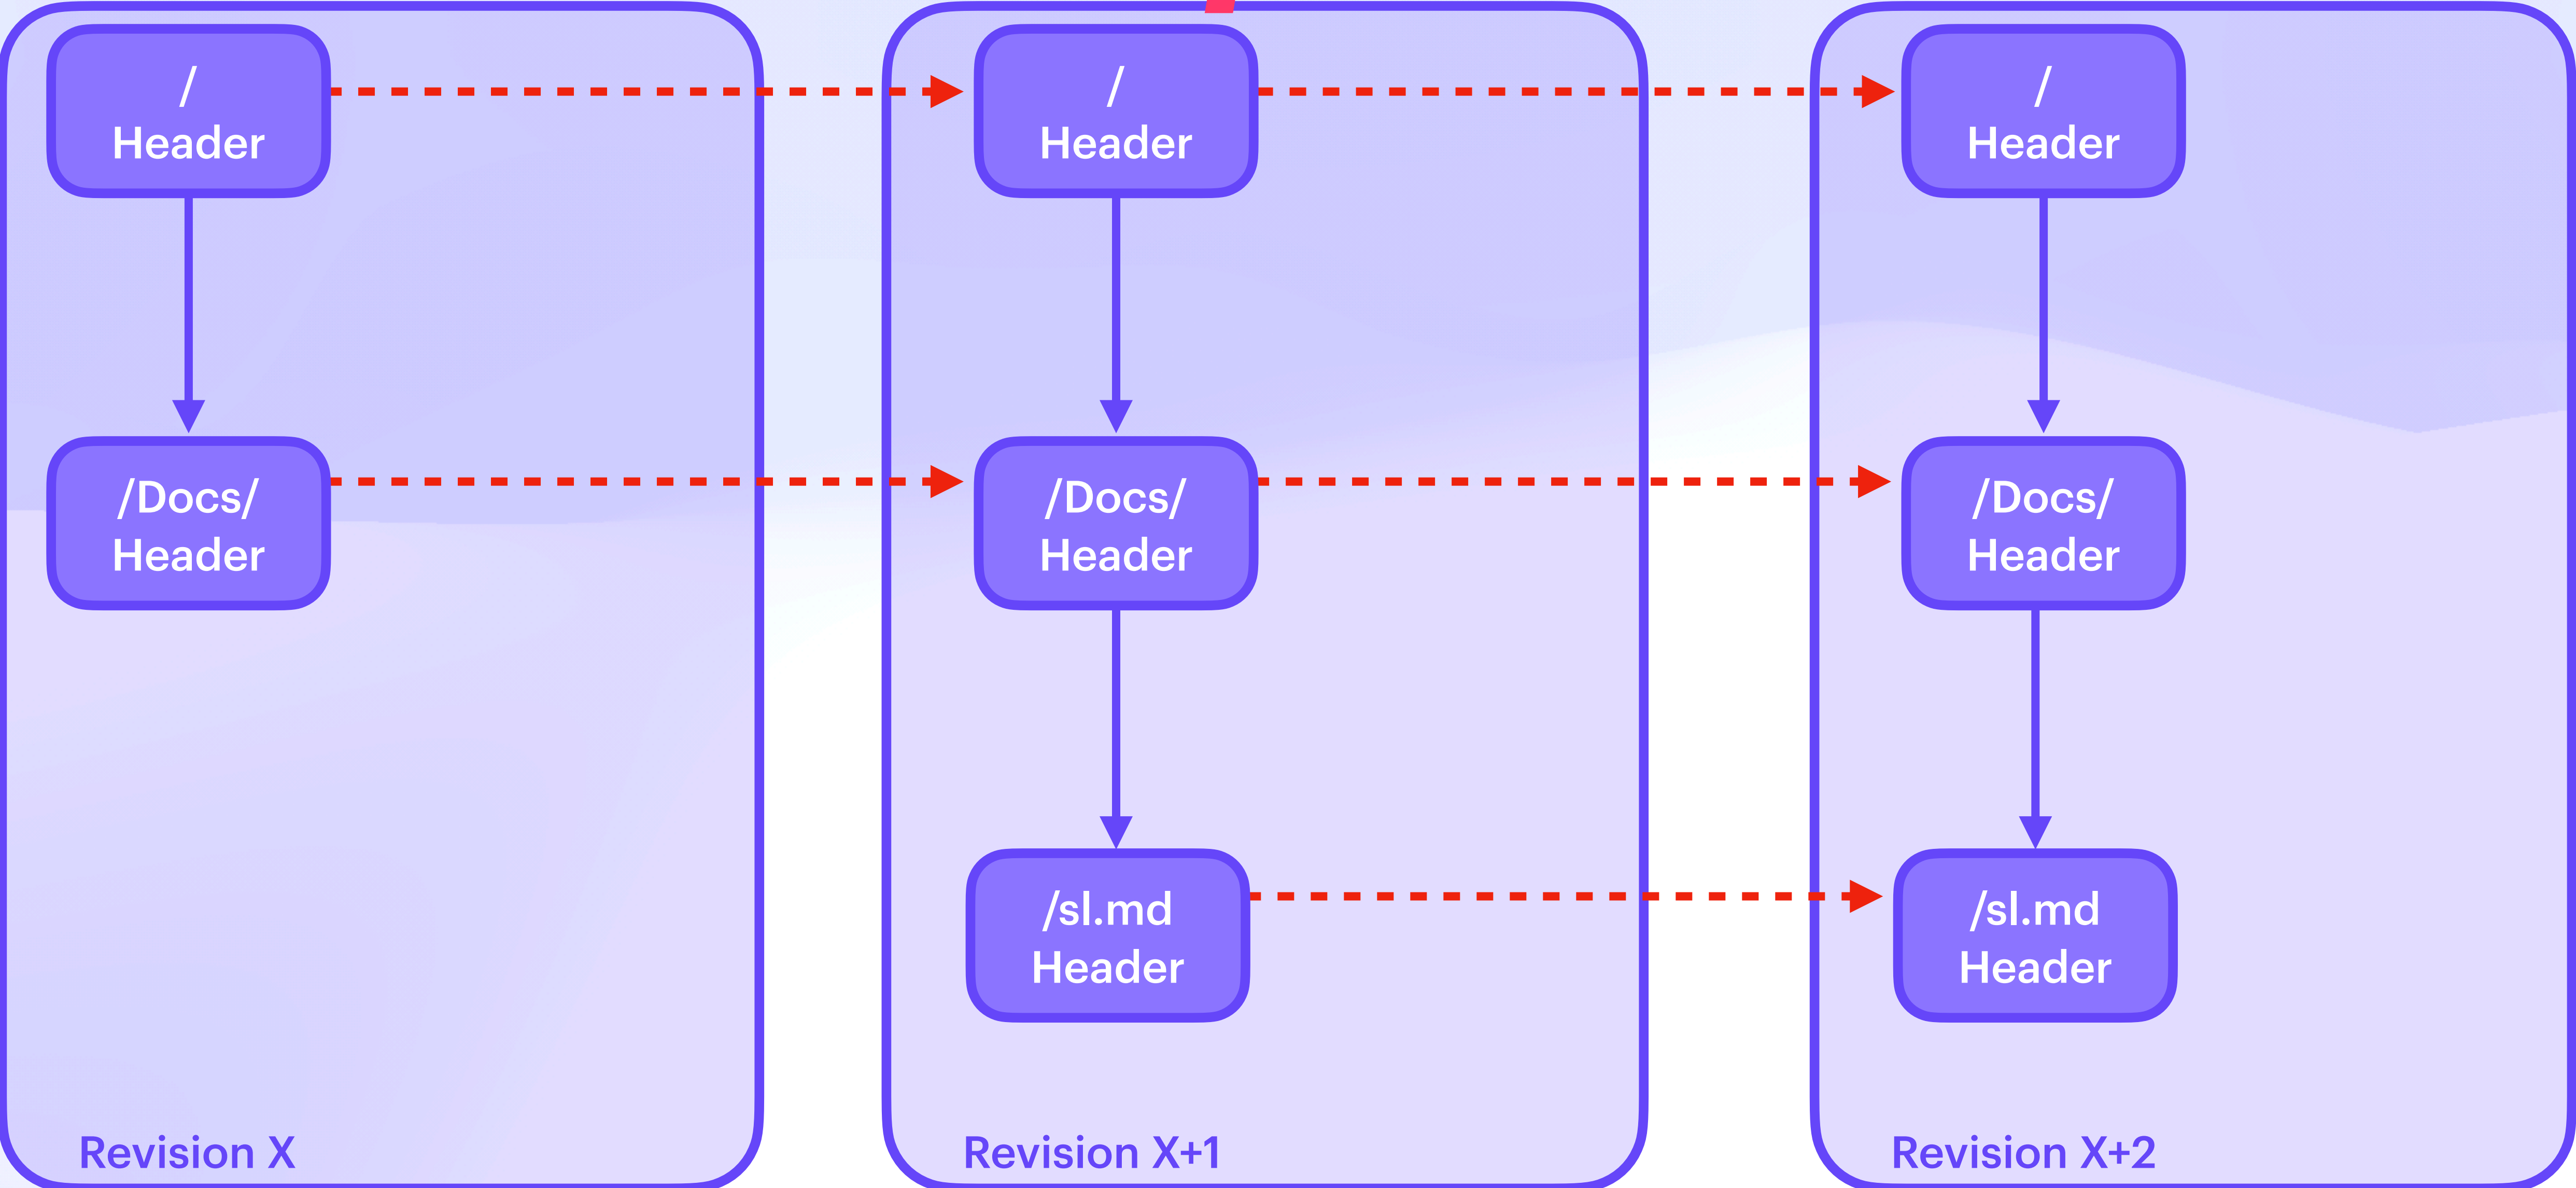 /
Header
/Docs/
Header
Revision X
/
Header
/Docs/
Header
/sl.md
Header
Revision X+1
/
Header
/Docs/
Header
/sl.md
Header
Revision X+2